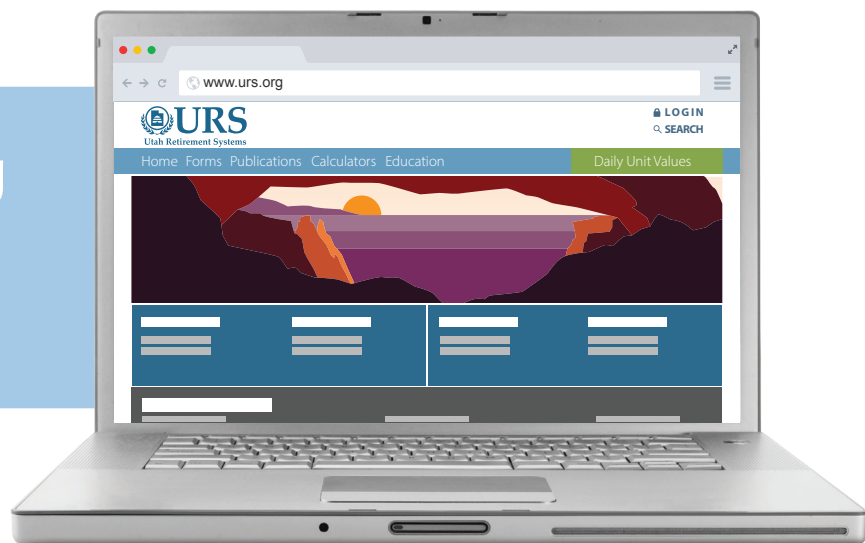 www.urs.org
URS
Utah Retirement Systems
LOGIN
SEARCH
Home Forms Publications Calculators Education
Daily Unit Values